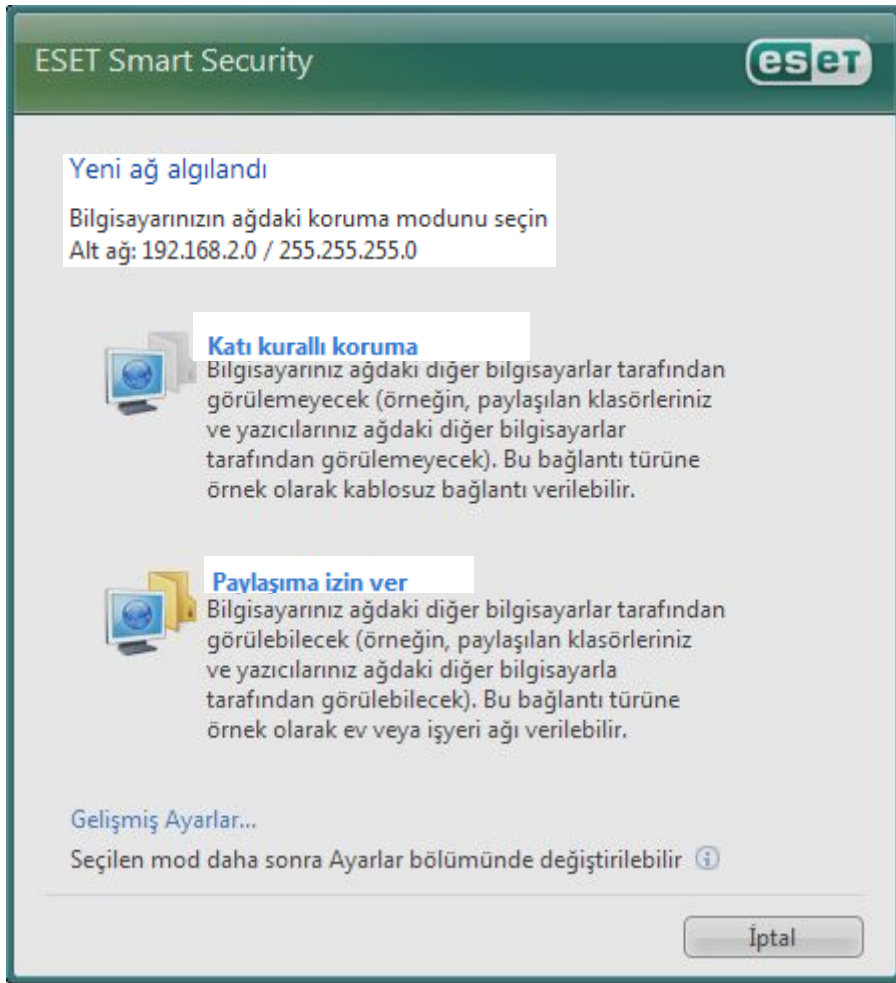 ESET Smart Security
eset
Yeni ağ algılandı
Bilgisayarınızın ağdaki koruma modunu seçin
Alt ağ: 192.168.2.0 / 255.255.255.0
Katı kurallı koruma
Bilgisayarınız ağdaki diğer bilgisayarlar tarafından
görülemeyecek (örneğin, paylaşılan klasörleriniz
ve yazıcılarınız ağdaki diğer bilgisayarlar
tarafından görülemeyecek). Bu bağlantı türüne
örnek olarak kablosuz bağlantı verilebilir.
Paylaşıma izin ver
Bilgisayarınız ağdaki diğer bilgisayarlar tarafından
görülebilecek (örneğin, paylaşılan klasörleriniz
ve yazıcılarınız ağdaki diğer bilgisayarla
tarafından görülebilecek). Bu bağlantı türüne
örnek olarak ev veya işyeri ağı verilebilir.
Gelişmiş Ayarlar...
Seçilen mod daha sonra Ayarlar bölümünde değiştirilebilir
İptal